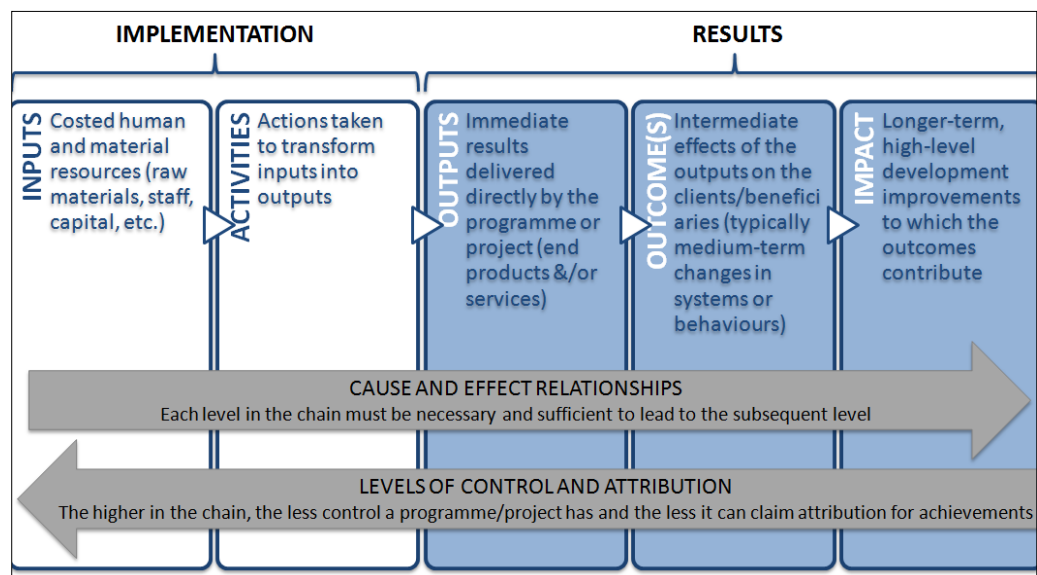 IMPLEMENTATION
RESULTS
INPUTS
Costed human
and material
resources (raw
materials, staff,
capital, etc.)
ACTIVITIES
Actions taken
to transform
inputs into
outputs
OUTPUTS
Immediate
results
delivered
directly by the
programme or
project (end
products &/or
services)
OUTCOME(S)
Intermediate
effects of the
outputs on the
clients/benefici
aries (typically
medium-term
changes in
systems or
behaviours)
IMPACT
Longer-term,
high-level
development
improvements
to which the
outcomes
contribute
CAUSE AND EFFECT RELATIONSHIPS
Each level in the chain must be necessary and sufficient to lead to the subsequent level
LEVELS OF CONTROL AND ATTRIBUTION
The higher in the chain, the less control a programme/project has and the less it can claim attribution for achievements